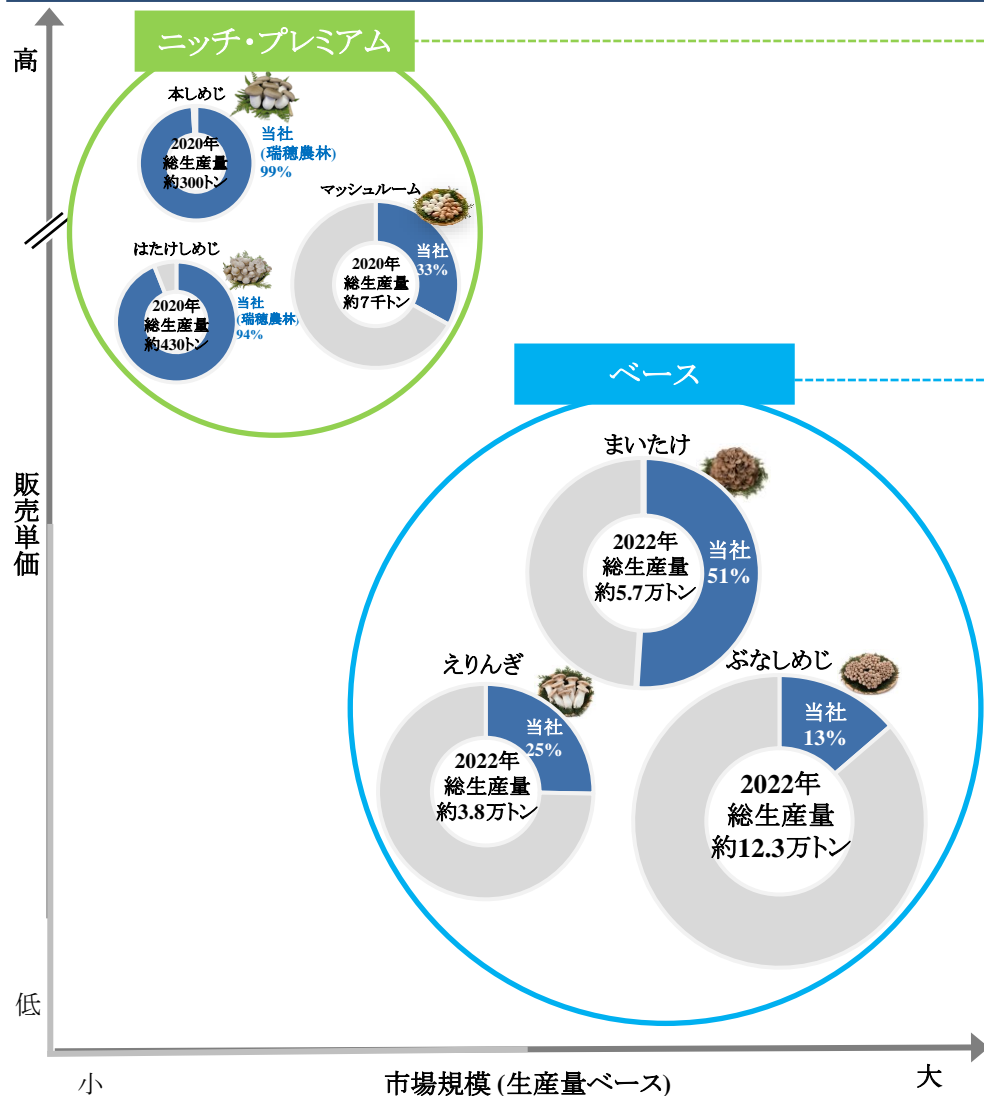 高
ニッチ・プレミアム
本しめじ
2020年
総生産量
約300トン
当社
(瑞穂農林)
99%
マッシュルーム
2020年
総生産量
約7千トン
当社
33%
はたけしめじ
2020年
総生産量
約430トン
当社
(瑞穂農林)
94%
ベース
まいたけ
2022年
総生産量
約5.7万トン
当社
51%
えりんぎ
2022年
総生産量
約3.8万トン
当社
25%
ぶなしめじ
2022年
総生産量
約12.3万トン
当社
13%
販売単価
低
小
市場規模 (生産量ベース)
大